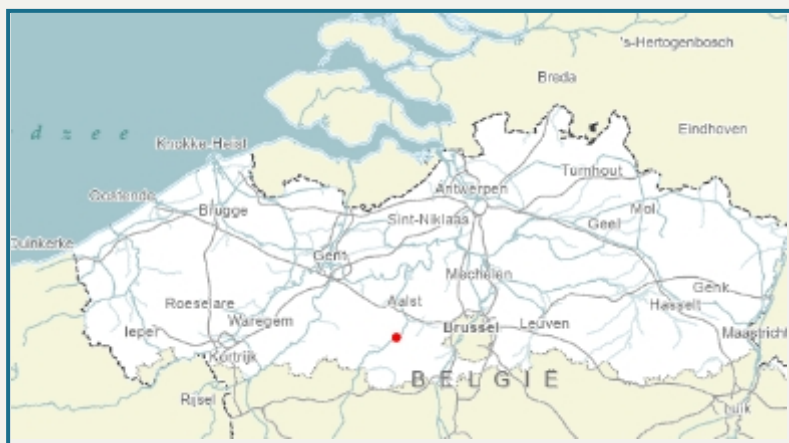 's-Hertogenbosch
Breda
dzee
Eindhoven
Knokke-Heist
Turnhout
Antwerpen
Oostende
Mol
Brugge
Sint-Niklaas
Geel
Duinkerke
Gent
Mechelen
Genk
Roeselare
Aalst
Hasselt
Ieper
Waregem
Brussel
Leuven
Maastricht
Kortrijk
BELGIË
Rijsel
Luik